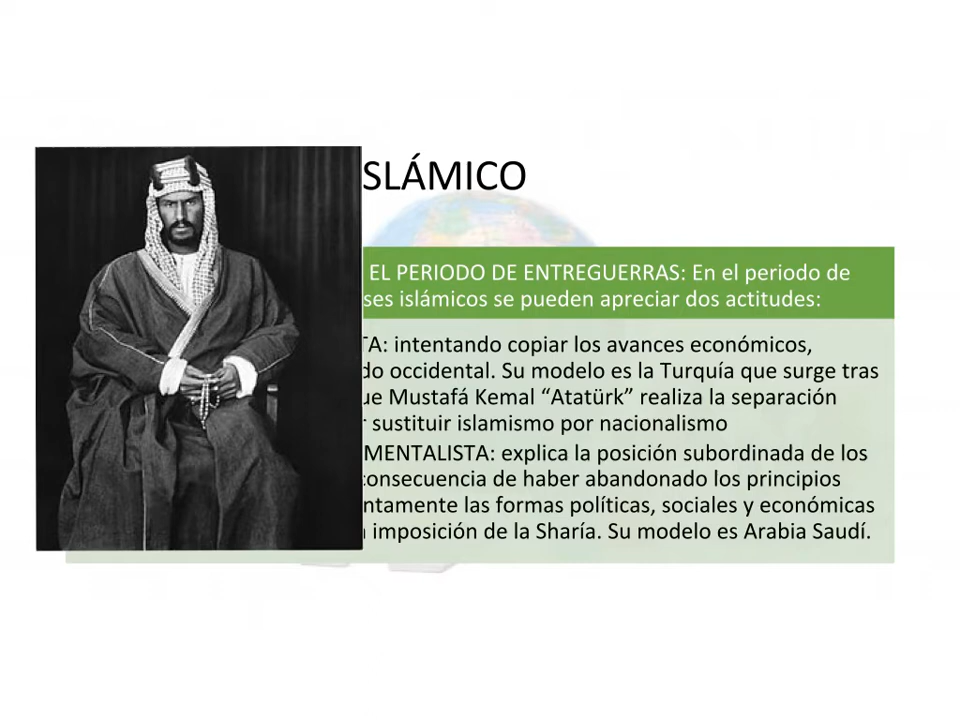 SLÁMICO
EL PERIODO DE ENTREGUERRAS: En el periodo de
ses islámicos se pueden apreciar dos actitudes:
TA: intentando copiar los avances económicos,
do occidental. Su modelo es la Turquía que surge tras
ue Mustafá Kemal “Atatürk” realiza la separación
r sustituir islamismo por nacionalismo
MENTALISTA: explica la posición subordinada de los
consecuencia de haber abandonado los principios
ntamente las formas políticas, sociales y económicas
imposición de la Sharía. Su modelo es Arabia Saudí.